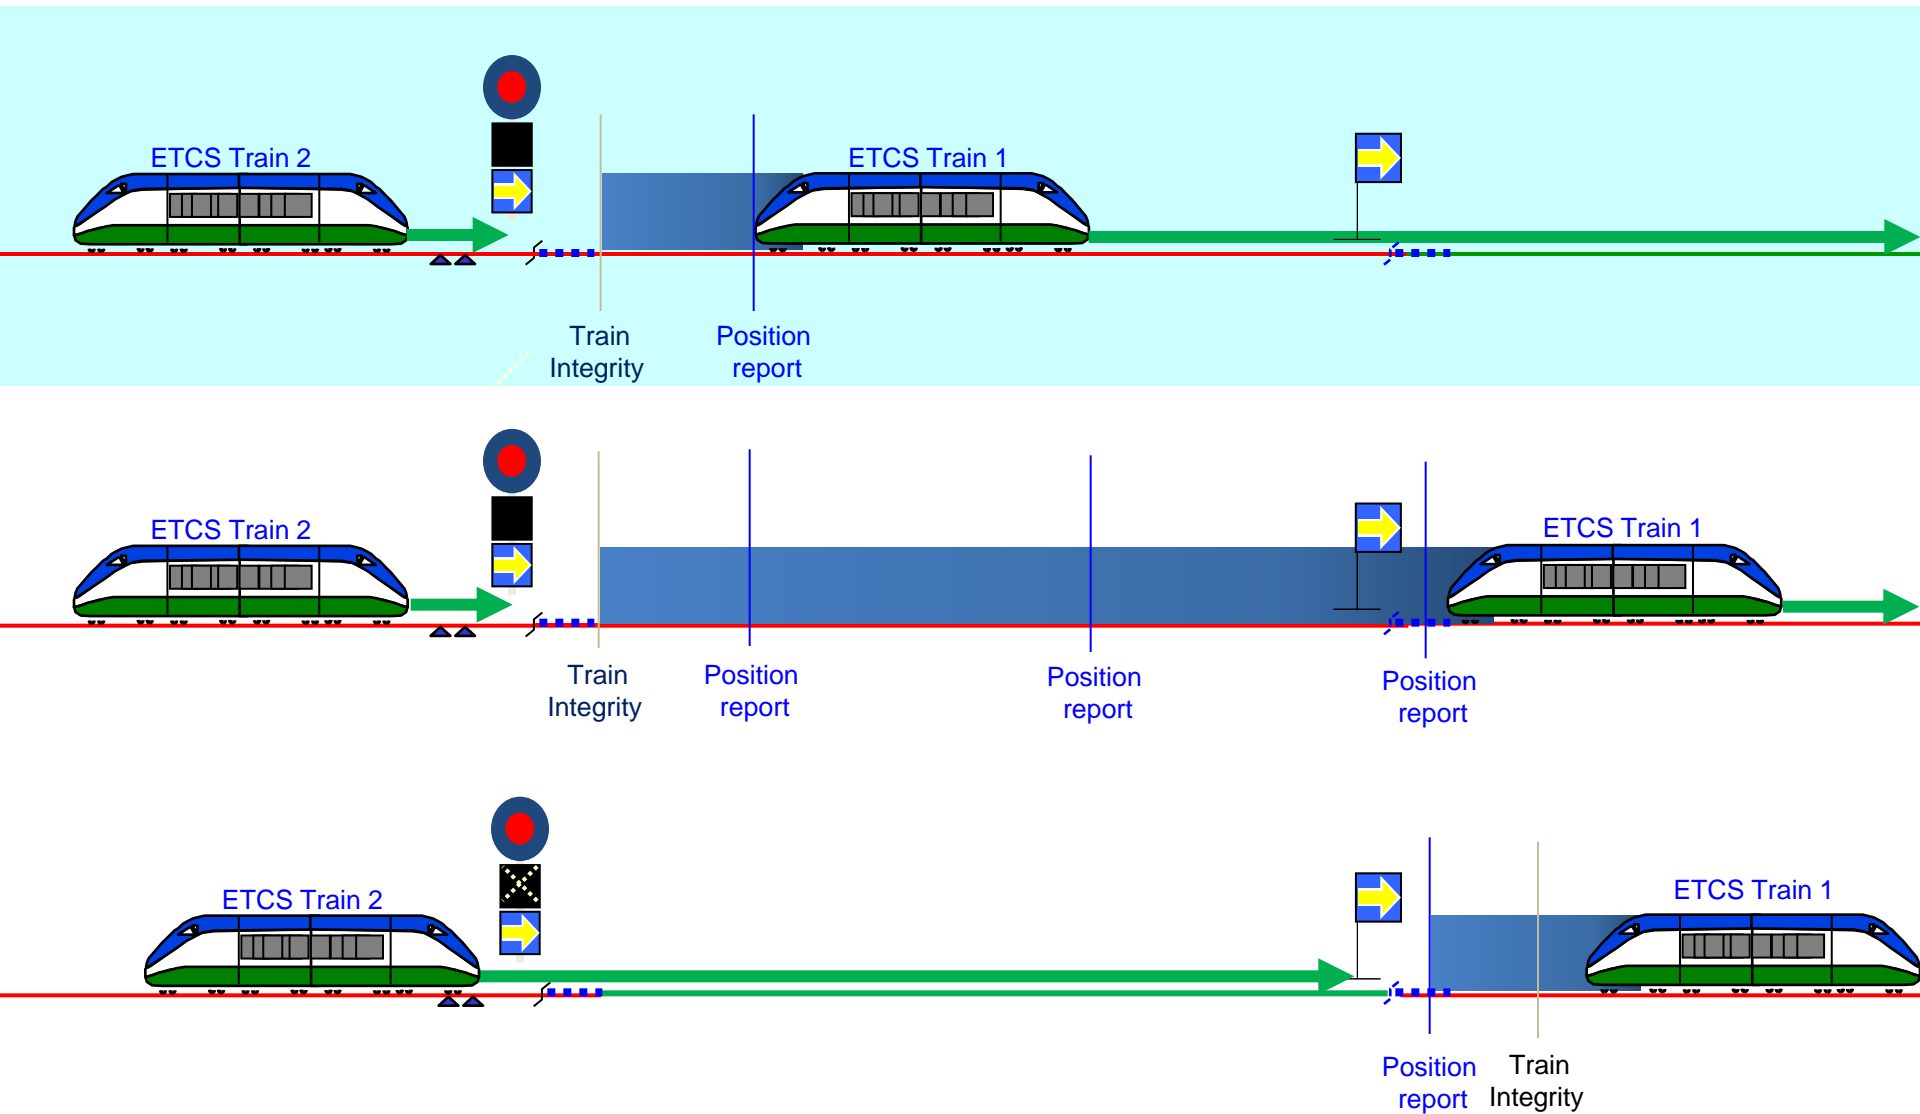 ETCS Train 2
ETCS Train 1
Train
Integrity
Position
report
ETCS Train 2
ETCS Train 1
Train
Integrity
Position
report
Position
report
Position
report
ETCS Train 2
ETCS Train 1
Position
report
Train
Integrity